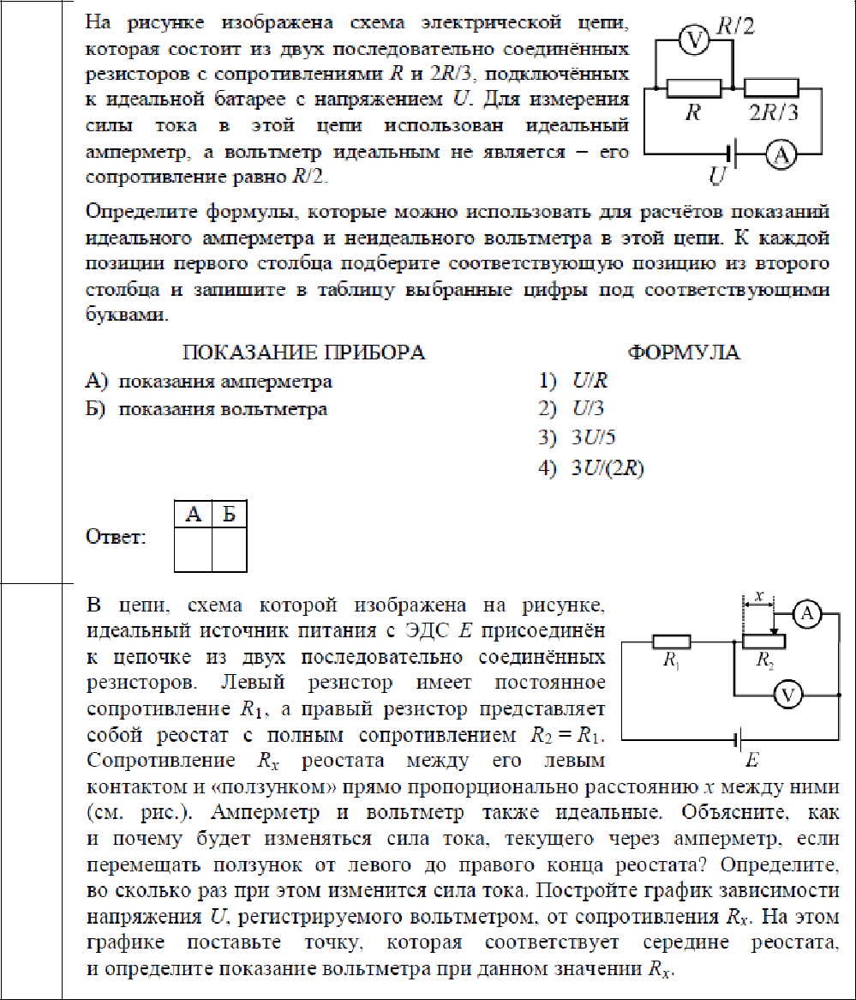 На рисунке изображена схема электрической цепи,
которая состоит из двух последовательно соединённых
резисторов с сопротивлениями R и 2R/3, подключённых
к идеальной батарее с напряжением U. Для измерения
силы тока в этой цепи использован идеальный
амперметр, а вольтметр идеальным не является – его
сопротивление равно R/2.
V R/2
R 2R/3
U A
Определите формулы, которые можно использовать для расчётов показаний
идеального амперметра и неидеального вольтметра в этой цепи. К каждой
позиции первого столбца подберите соответствующую позицию из второго
столбца и запишите в таблицу выбранные цифры под соответствующими
буквами.
ПОКАЗАНИЕ ПРИБОРА ФОРМУЛА
А) показания амперметра 1) U/R
Б) показания вольтметра 2) U/3
3) 3U/5
4) 3U/(2R)
А Б
Ответ:
В цепи, схема которой изображена на рисунке,
идеальный источник питания с ЭДС E присоединён
к цепочке из двух последовательно соединённых
резисторов. Левый резистор имеет постоянное
сопротивление R₁, а правый резистор представляет
собой реостат с полным сопротивлением R₂ = R₁.
Сопротивление Rₓ реостата между его левым
x
A
R₁ R₂
V
E
контактом и «ползунком» прямо пропорционально расстоянию x между ними
(см. рис.). Амперметр и вольтметр также идеальные. Объясните, как
и почему будет изменяться сила тока, текущего через амперметр, если
перемещать ползунок от левого до правого конца реостата? Определите,
во сколько раз при этом изменится сила тока. Постройте график зависимости
напряжения U, регистрируемого вольтметром, от сопротивления Rₓ. На этом
графике поставьте точку, которая соответствует середине реостата,
и определите показание вольтметра при данном значении Rₓ.